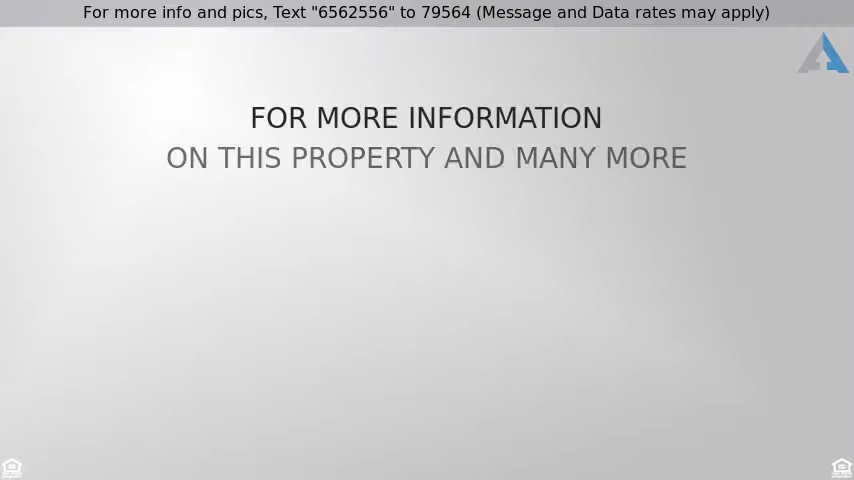 For more info and pics, Text "6562556" to 79564 (Message and Data rates may apply)
FOR MORE INFORMATION
ON THIS PROPERTY AND MANY MORE